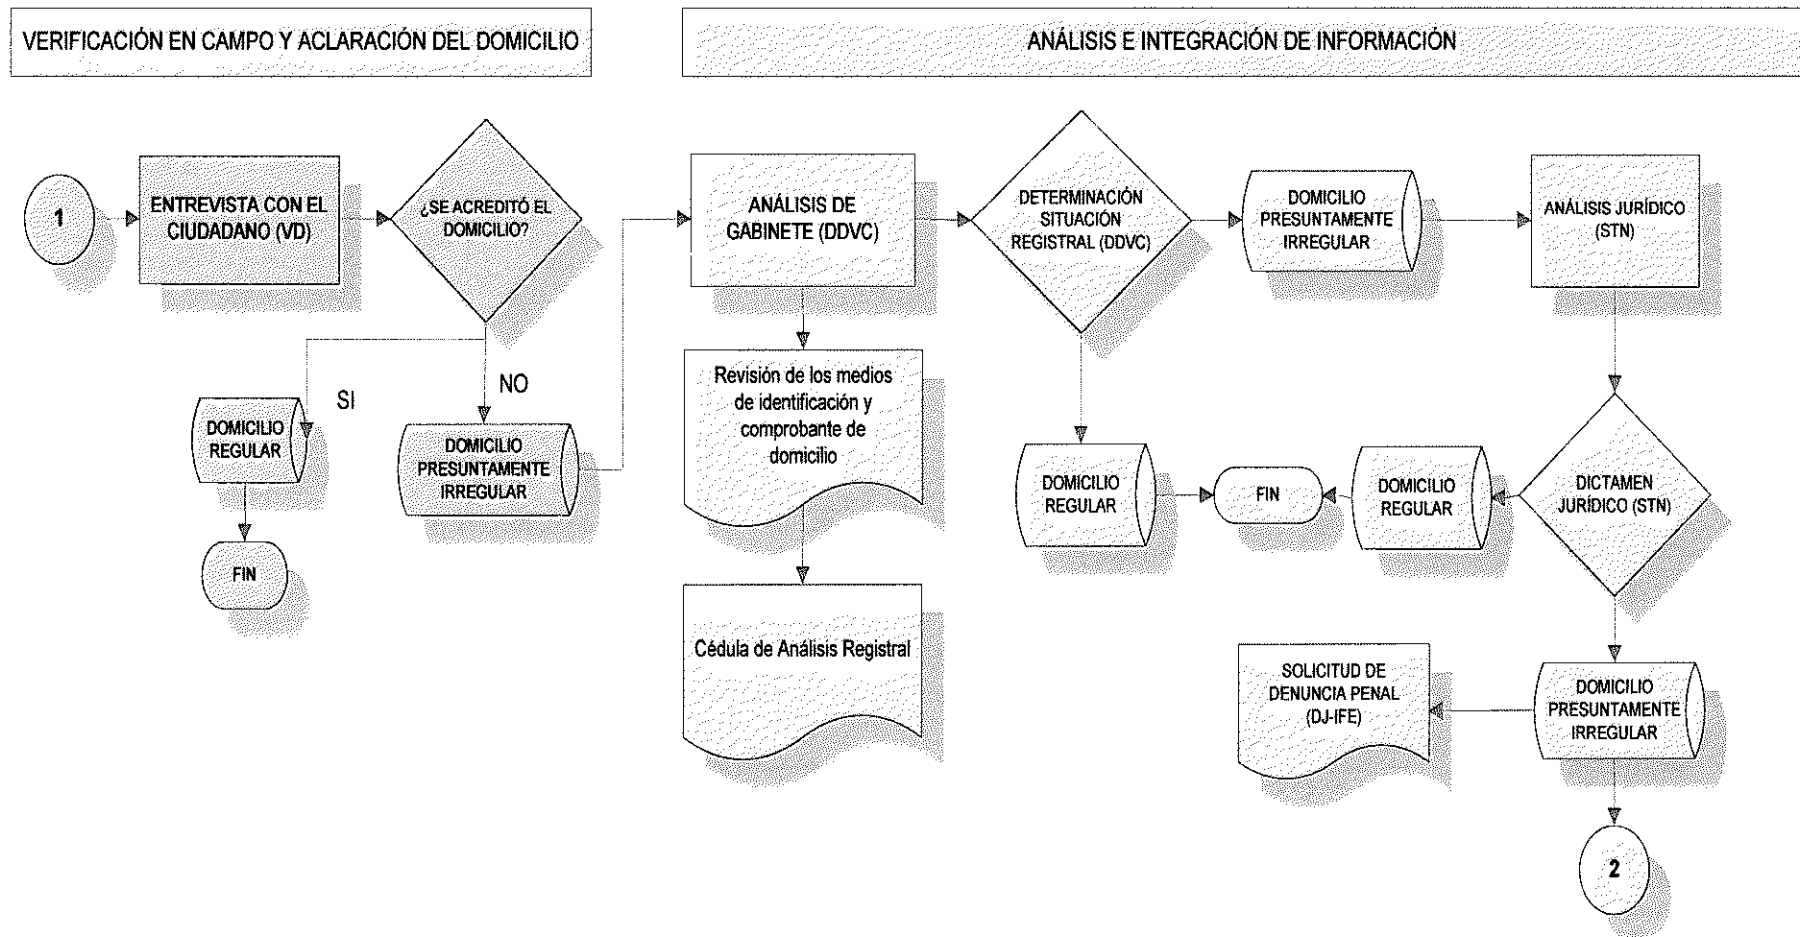 VERIFICACIÓN EN CAMPO Y ACLARACIÓN DEL DOMICILIO
ANÁLISIS E INTEGRACIÓN DE INFORMACIÓN
1
ENTREVISTA CON EL
CIUDADANO (VD)
¿SE ACREDITÓ EL
DOMICILIO?
SI
NO
DOMICILIO
REGULAR
FIN
DOMICILIO
PRESUNTAMENTE
IRREGULAR
ANÁLISIS DE
GABINETE (DDVC)
Revisión de los medios
de identificación y
comprobante de
domicilio
Cédula de Análisis Registral
DETERMINACIÓN
SITUACIÓN
REGISTRAL (DDVC)
DOMICILIO
PRESUNTAMENTE
IRREGULAR
ANÁLISIS JURÍDICO
(STN)
DOMICILIO
REGULAR
FIN
DOMICILIO
REGULAR
DICTAMEN
JURÍDICO (STN)
SOLICITUD DE
DENUNCIA PENAL
(DJ-IFE)
DOMICILIO
PRESUNTAMENTE
IRREGULAR
2